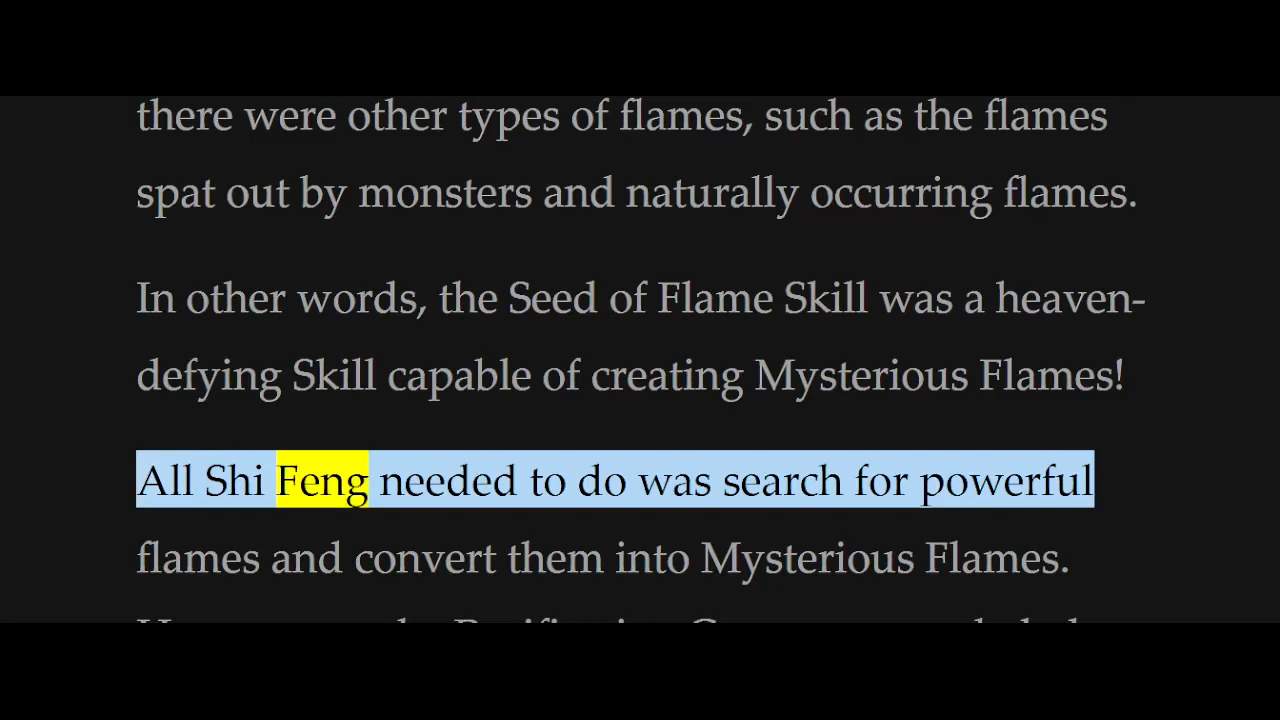 there were other types of flames, such as the flames
spat out by monsters and naturally occurring flames.
In other words, the Seed of Flame Skill was a heaven-
defying Skill capable of creating Mysterious Flames!
All Shi Feng needed to do was search for powerful
flames and convert them into Mysterious Flames.